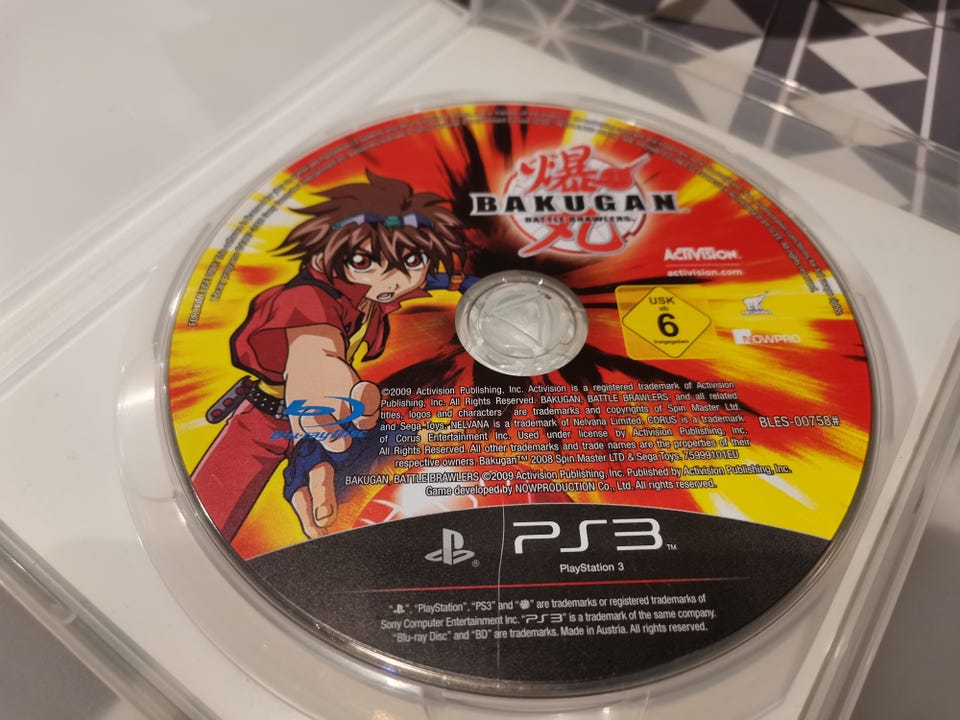 爆
BAKUGAN
BATTLE BRAWLERS
丸
ACTIVISION
activision.com
USK
ab
6
freigegeben
NELVANA
NOWPRO
BLES-00758#
Blu-ray Disc
©2009 Activision Publishing, Inc. Activision is a registered trademark of Activision
Publishing, Inc. All Rights Reserved. BAKUGAN, BATTLE BRAWLERS, and all related
titles, logos and characters are trademarks and copyrights of Spin Master Ltd.
and Sega Toys. NELVANA is a trademark of Nelvana Limited. CORUS is a trademark
of Corus Entertainment Inc. Used under license by Activision Publishing, Inc.
All Rights Reserved. All other trademarks and trade names are the properties of their
respective owners. Bakugan™ 2008 Spin Master LTD & Sega Toys. 75999101EU
BAKUGAN, BATTLE BRAWLERS ©2009 Activision Publishing, Inc. Published by Activision Publishing, Inc.
Game developed by NOWPRODUCTION Co., Ltd. All rights reserved.
PS3™
PlayStation 3
"", "PlayStation", "PS3" and "" are trademarks or registered trademarks of
Sony Computer Entertainment Inc. "PS3" is a trademark of the same company.
"Blu-ray Disc" and "BD" are trademarks. Made in Austria. All rights reserved.